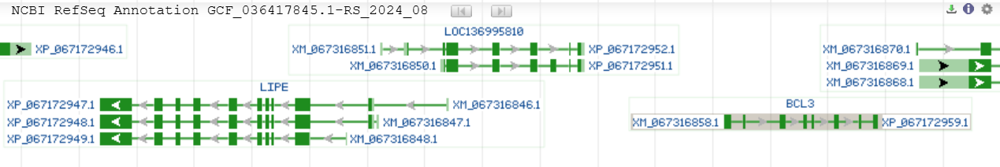 NCBI RefSeq Annotation GCF_036417845.1-RS_2024_08
LOC136995810
XP_067172946.1 XM_067316851.1 XP_067172952.1 XM_067316870.1
XM_067316850.1 XP_067172951.1 XM_067316869.1
XM_067316868.1
LIPE
BCL3
XP_067172947.1 XM_067316846.1
XP_067172948.1 XM_067316847.1 XM_067316858.1 XP_067172959.1
XP_067172949.1 XM_067316848.1